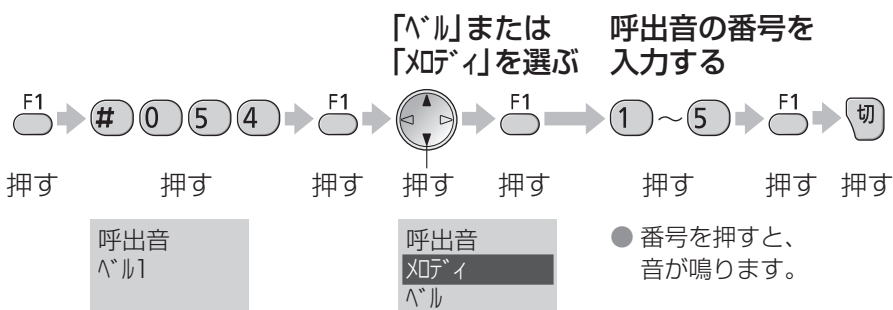 「ﾍﾞﾙ」または
「ﾒﾛﾃﾞｨ」を選ぶ
呼出音の番号を
入力する
F1
# 0 5 4
F1
F1
1 ～ 5
F1
切
押す 押す 押す 押す 押す 押す 押す 押す
呼出音
ﾍﾞﾙ1
呼出音
ﾒﾛﾃﾞｨ
ﾍﾞﾙ
● 番号を押すと、
音が鳴ります。